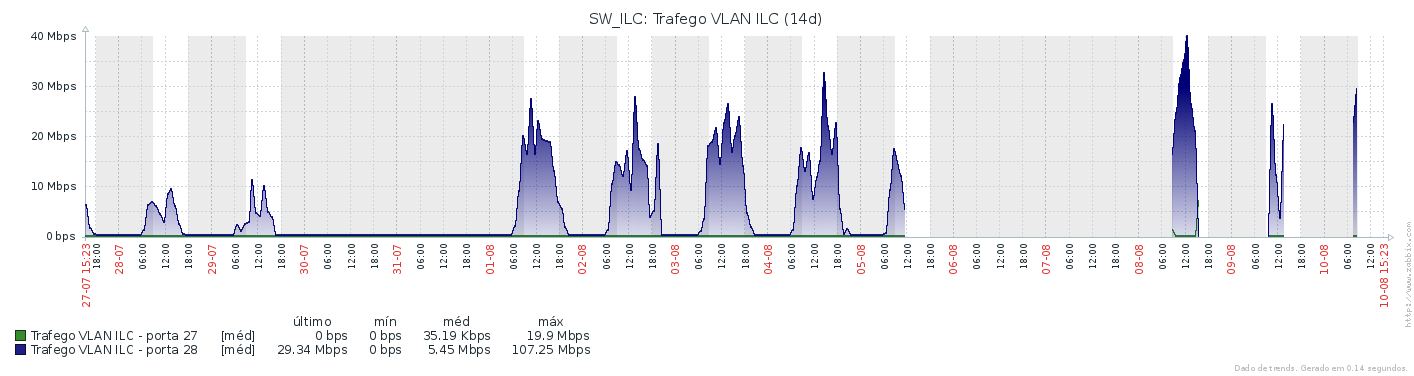 SW_ILC: Trafego VLAN ILC (14d)
40 Mbps
30 Mbps
20 Mbps
10 Mbps
0 bps
27-07 15:23 18:00 28-07 06:00 12:00 18:00 29-07 06:00 12:00 18:00 30-07 06:00 12:00 18:00 31-07 06:00 12:00 18:00 01-08 06:00 12:00 18:00 02-08 06:00 12:00 18:00 03-08 06:00 12:00 18:00 04-08 06:00 12:00 18:00 05-08 06:00 12:00 18:00 06-08 06:00 12:00 18:00 07-08 06:00 12:00 18:00 08-08 06:00 12:00 18:00 09-08 06:00 12:00 18:00 10-08 06:00 12:00 10-08 15:23
último mín méd máx
Trafego VLAN ILC - porta 27 [méd] 0 bps 0 bps 35.19 Kbps 19.9 Mbps
Trafego VLAN ILC - porta 28 [méd] 29.34 Mbps 0 bps 5.45 Mbps 107.25 Mbps
http://www.zabbix.com
Dado de trends. Gerado em 0.14 segundos.